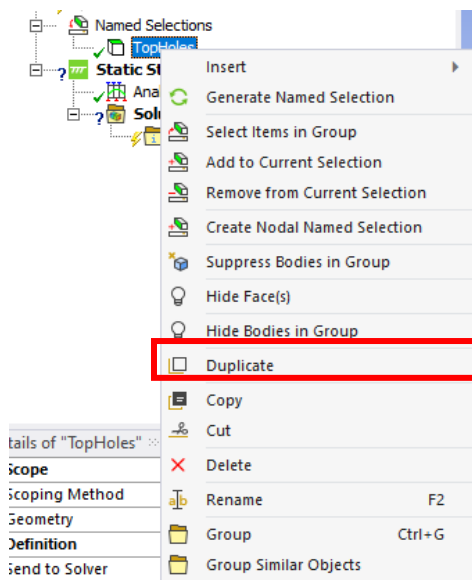 Named Selections
TopHoles
Static St
Insert
Ana
Generate Named Selection
Solu
Select Items in Group
Add to Current Selection
Remove from Current Selection
Create Nodal Named Selection
Suppress Bodies in Group
Hide Face(s)
Hide Bodies in Group
Duplicate
Copy
tails of "TopHoles"
Cut
Scope
Delete
Scoping Method
Rename F2
Geometry
Group Ctrl+G
Definition
Group Similar Objects
Send to Solver